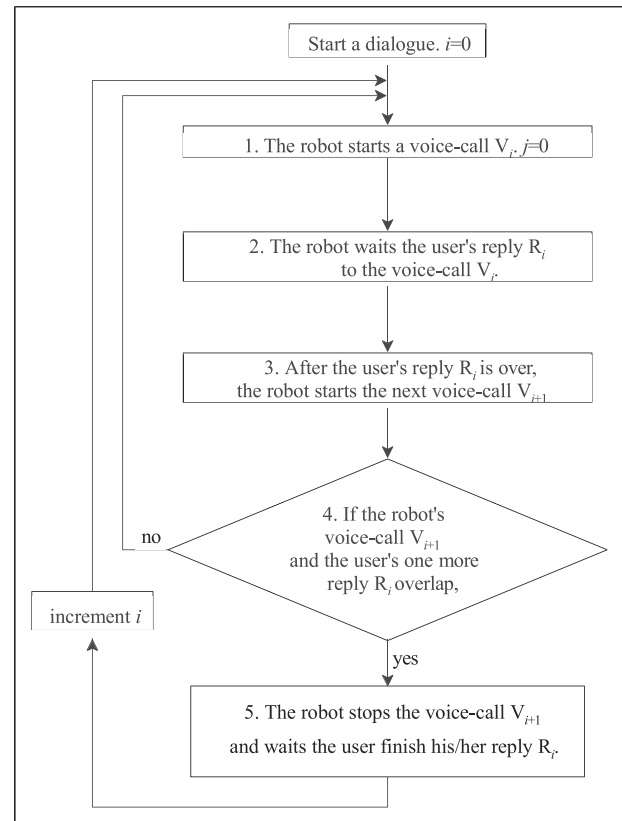 Start a dialogue. i=0
1. The robot starts a voice-call Vi. j=0
2. The robot waits the user's reply Ri
to the voice-call Vi.
3. After the user's reply Ri is over,
the robot starts the next voice-call Vi+1
4. If the robot's
voice-call Vi+1
and the user's one more
reply Ri overlap,
no
increment i
yes
5. The robot stops the voice-call Vi+1
and waits the user finish his/her reply Ri.